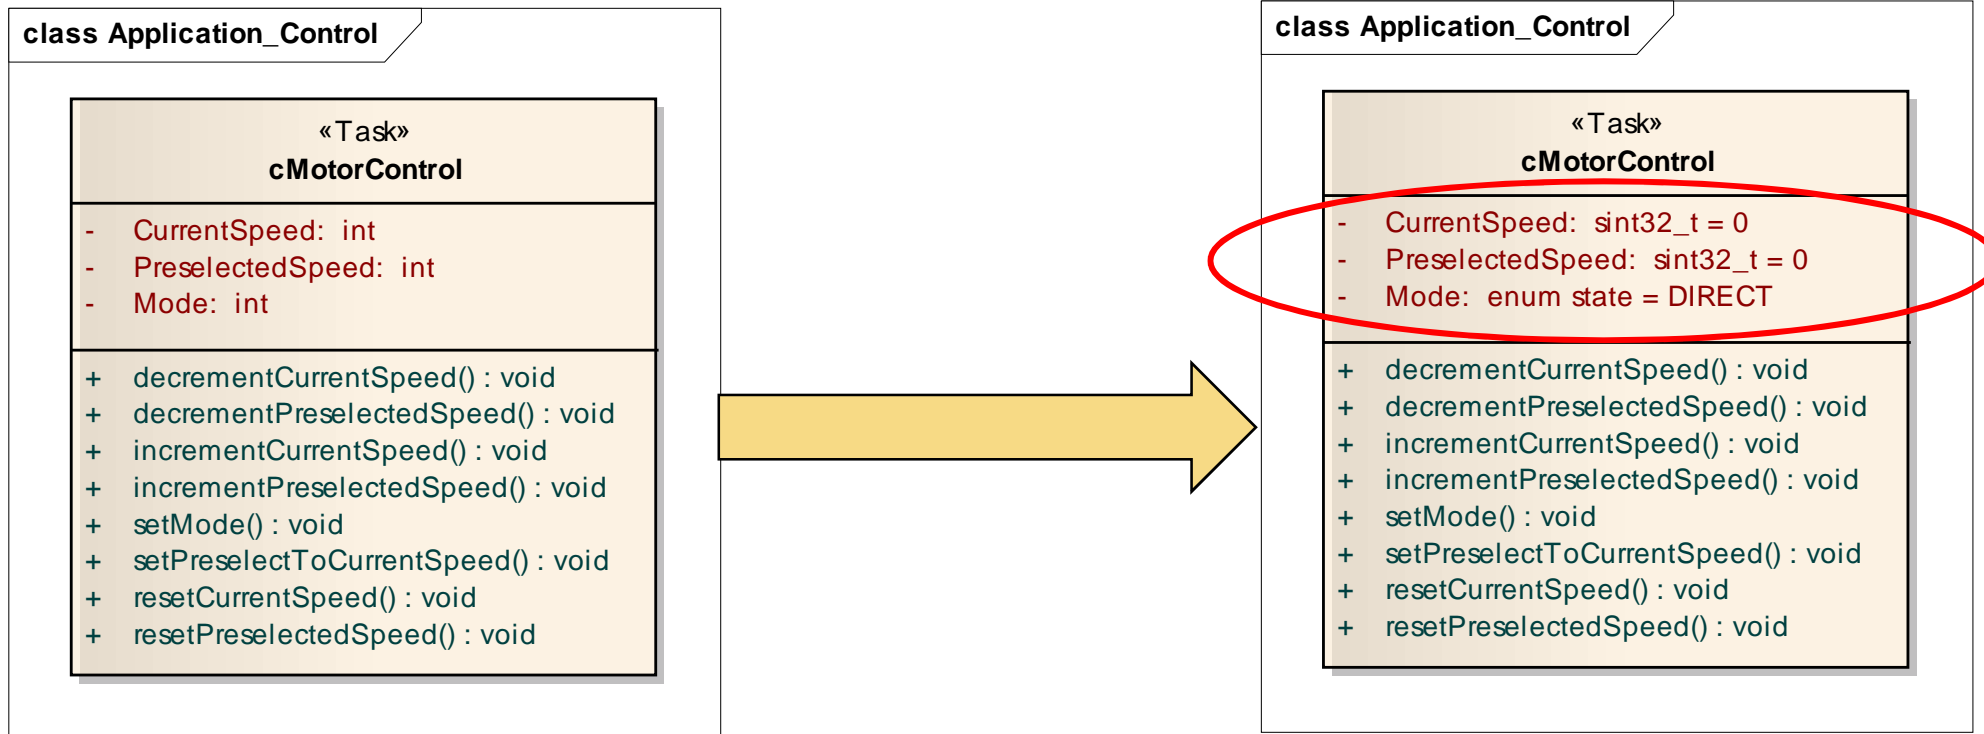 class Application_Control
«Task»
cMotorControl
- CurrentSpeed: int
- PreselectedSpeed: int
- Mode: int
+ decrementCurrentSpeed() : void
+ decrementPreselectedSpeed() : void
+ incrementCurrentSpeed() : void
+ incrementPreselectedSpeed() : void
+ setMode() : void
+ setPreselectToCurrentSpeed() : void
+ resetCurrentSpeed() : void
+ resetPreselectedSpeed() : void
class Application_Control
«Task»
cMotorControl
- CurrentSpeed: sint32_t = 0
- PreselectedSpeed: sint32_t = 0
- Mode: enum state = DIRECT
+ decrementCurrentSpeed() : void
+ decrementPreselectedSpeed() : void
+ incrementCurrentSpeed() : void
+ incrementPreselectedSpeed() : void
+ setMode() : void
+ setPreselectToCurrentSpeed() : void
+ resetCurrentSpeed() : void
+ resetPreselectedSpeed() : void